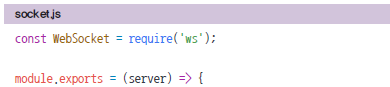 socket.js
const WebSocket = require('ws');
module.exports = (server) => {